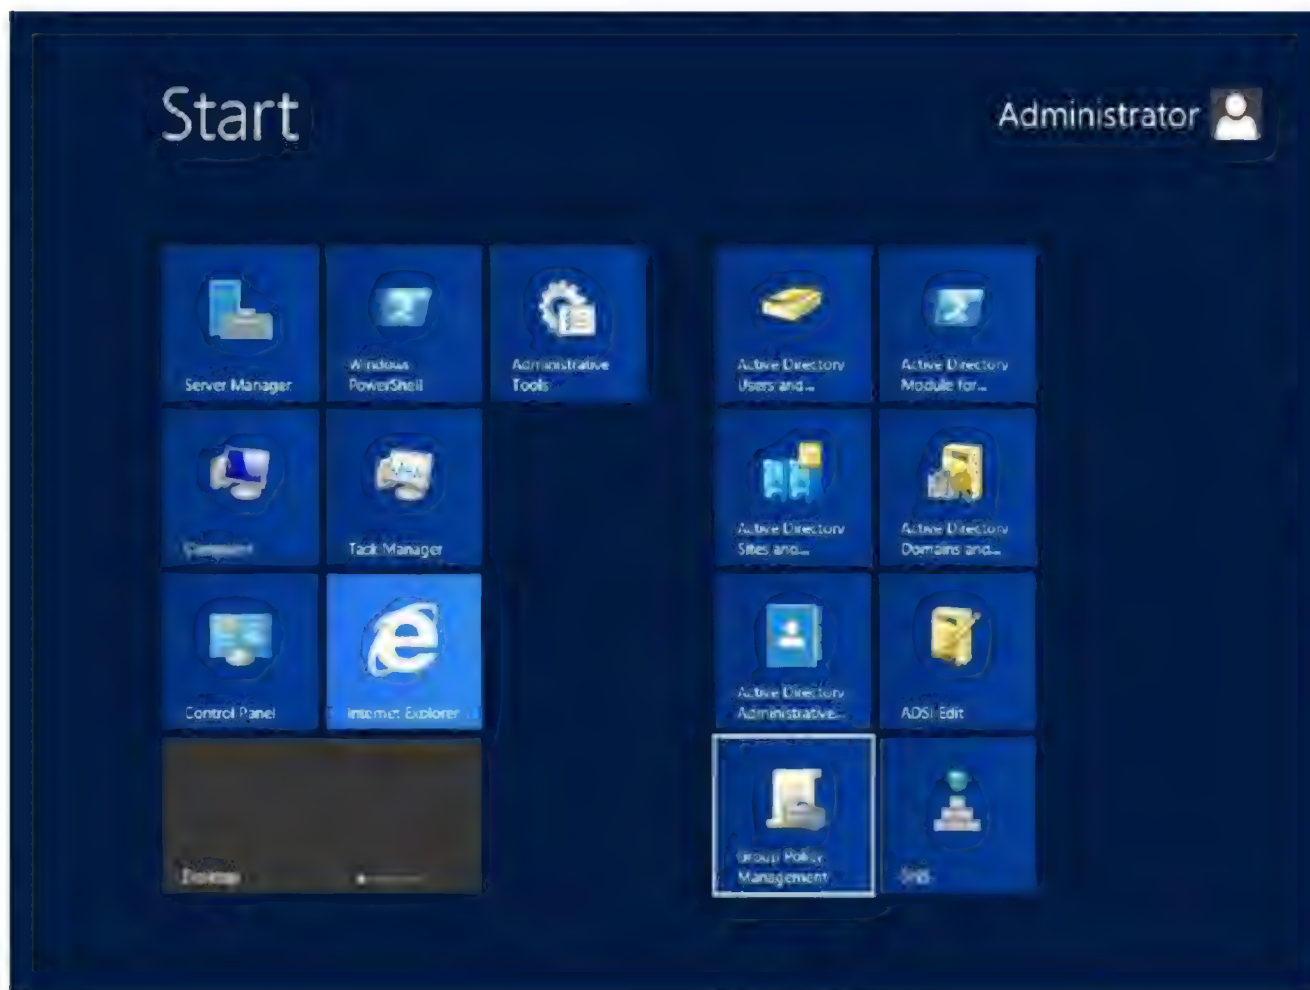 Start
Administrator
Server Manager
Windows
PowerShell
Administrative
Tools
Active Directory
Users and...
Active Directory
Module for...
Computer
Task Manager
Active Directory
Sites and...
Active Directory
Domains and...
Control Panel
Internet Explorer
Active Directory
Administrative...
ADSI Edit
Desktop
Group Policy
Management
DNS